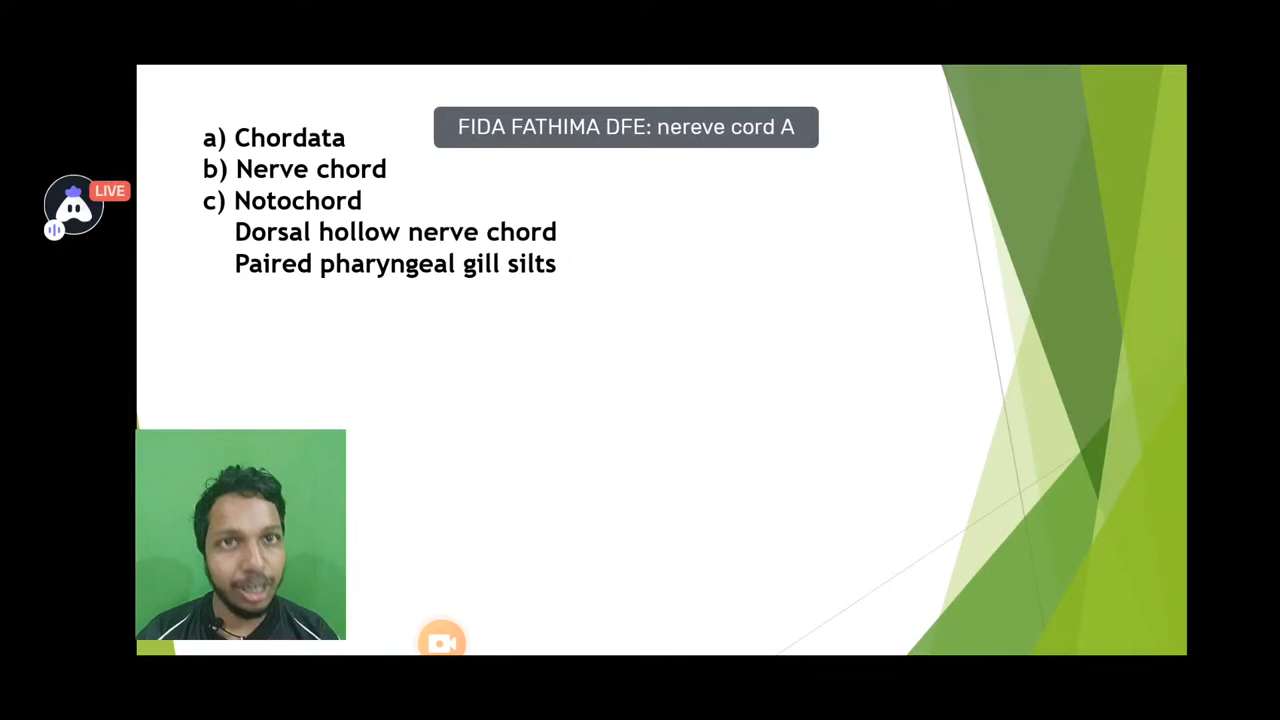 FIDA FATHIMA DFE: nereve cord A
a) Chordata
b) Nerve chord
LIVE
c) Notochord
Dorsal hollow nerve chord
Paired pharyngeal gill silts